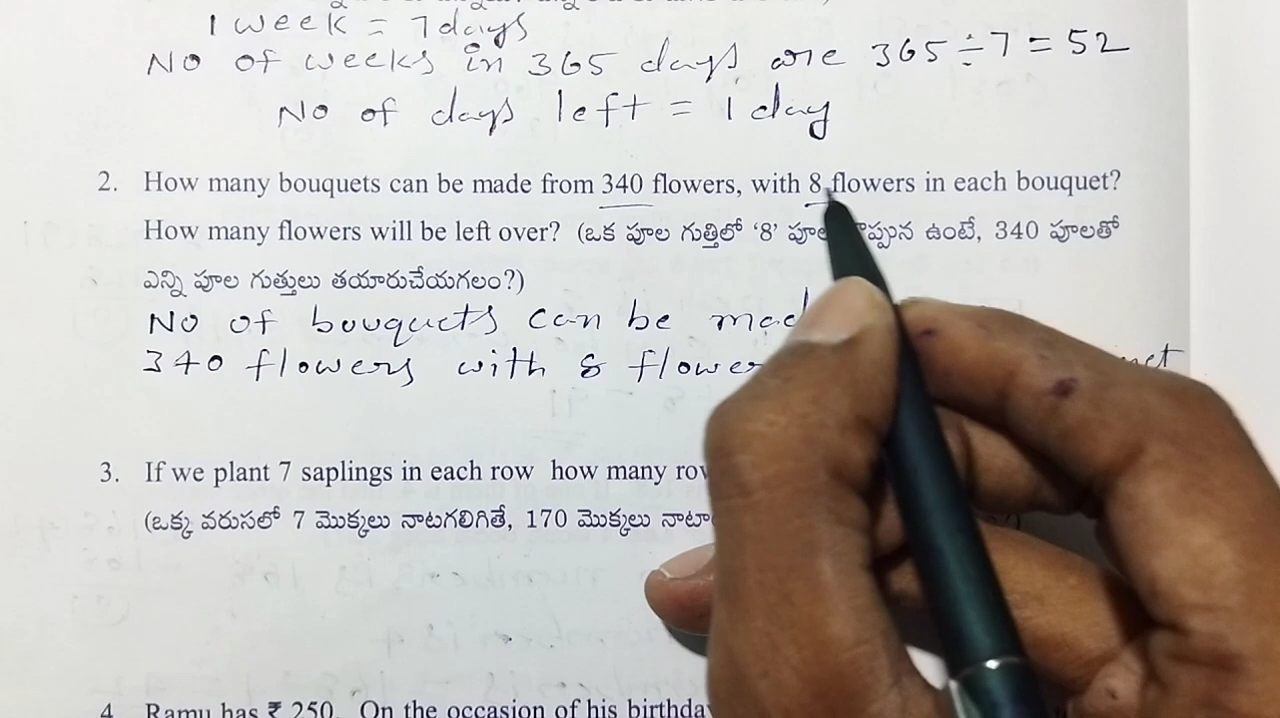 1 week = 7 days
No of weeks in 365 days are 365 ÷ 7 = 52
No of days left = 1 day
2. How many bouquets can be made from 340 flowers, with 8 flowers in each bouquet?
How many flowers will be left over? (ఒక పూల గుత్తిలో '8' ఉంటే, 340 పూలతో
ఎన్ని పూల గుత్తులు తయారుచేయగలం?)
No of bouquets can be
340 flowers with 8
3. If we plant 7 saplings in each row how many
(ఒక్క వరుసలో 7 మొక్కలు నాటగలిగితే, 170 మొక్కలు
4. Ramu has ₹ 250. On the occasion of his